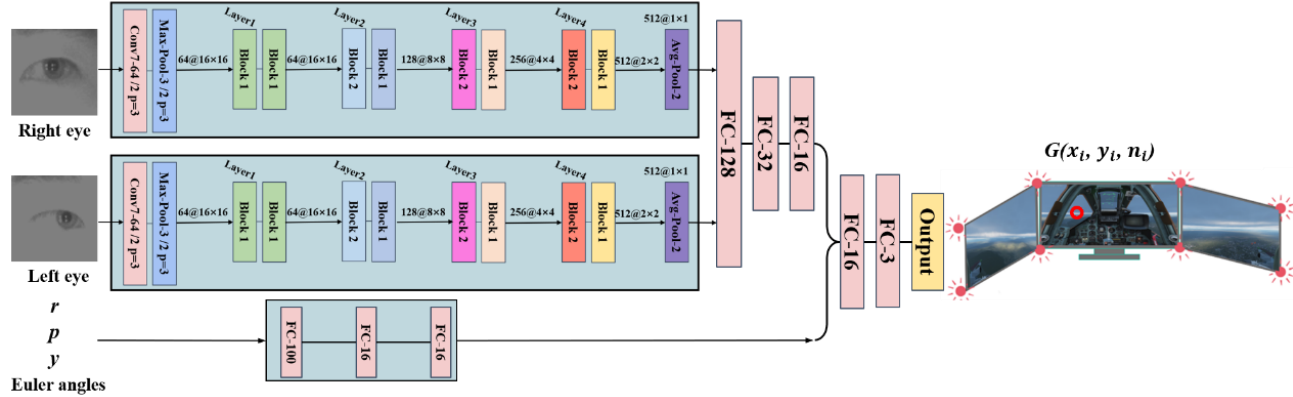 Right eye
Conv7-64 /2 p=3
Max-Pool-3 /2 p=3
64@16×16
Layer1
Block 1
Block 1
64@16×16
Layer2
Block 2
Block 1
128@8×8
Layer3
Block 2
Block 1
256@4×4
Layer4
Block 2
Block 1
512@2×2
512@1×1
Avg-Pool-2
Left eye
Conv7-64 /2 p=3
Max-Pool-3 /2 p=3
64@16×16
Layer1
Block 1
Block 1
64@16×16
Layer2
Block 2
Block 1
128@8×8
Layer3
Block 2
Block 1
256@4×4
Layer4
Block 2
Block 1
512@2×2
512@1×1
Avg-Pool-2
r
p
y
Euler angles
FC-100
FC-16
FC-16
FC-128
FC-32
FC-16
FC-16
FC-3
Output
G(xᵢ, yᵢ, nᵢ)